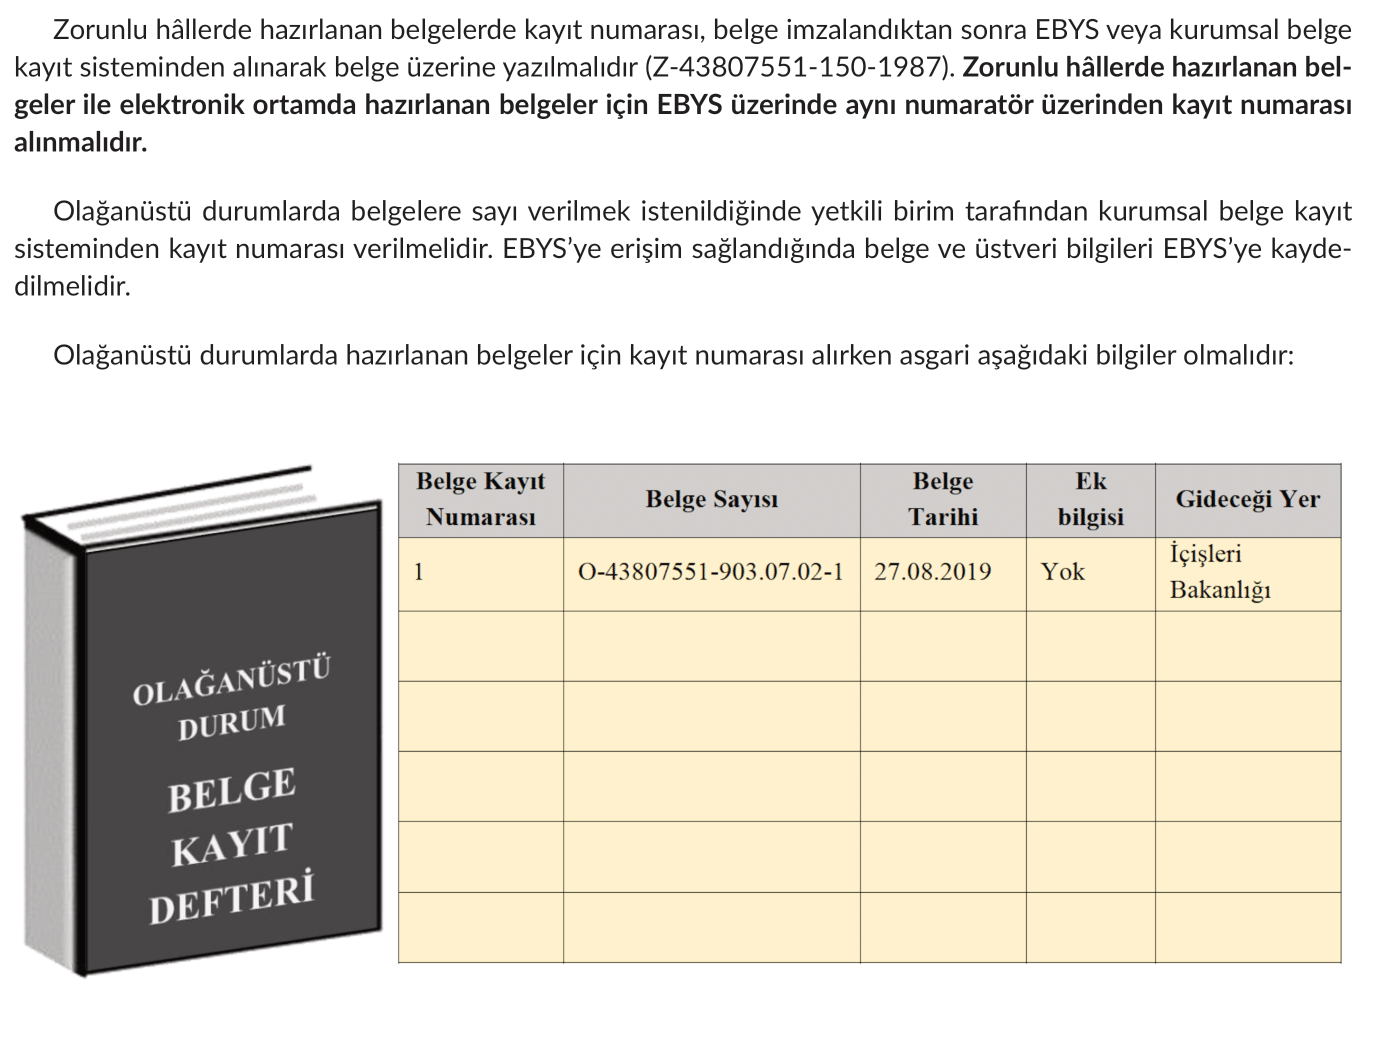 Zorunlu hâllerde hazırlanan belgelerde kayıt numarası, belge imzalandıktan sonra EBYS veya kurumsal belge
kayıt sisteminden alınarak belge üzerine yazılmalıdır (Z-43807551-150-1987). Zorunlu hâllerde hazırlanan bel-
geler ile elektronik ortamda hazırlanan belgeler için EBYS üzerinde aynı numaratör üzerinden kayıt numarası
alınmalıdır.
Olağanüstü durumlarda belgelere sayı verilmek istenildiğinde yetkili birim tarafından kurumsal belge kayıt
sisteminden kayıt numarası verilmelidir. EBYS’ye erişim sağlandığında belge ve üstveri bilgileri EBYS’ye kayde-
dilmelidir.
Olağanüstü durumlarda hazırlanan belgeler için kayıt numarası alırken asgari aşağıdaki bilgiler olmalıdır:
OLAĞANÜSTÜ
DURUM
BELGE
KAYIT
DEFTERİ
Belge Kayıt
Numarası
Belge Sayısı
Belge
Tarihi
Ek
bilgisi
Gideceği Yer
1
O-43807551-903.07.02-1
27.08.2019
Yok
İçişleri
Bakanlığı